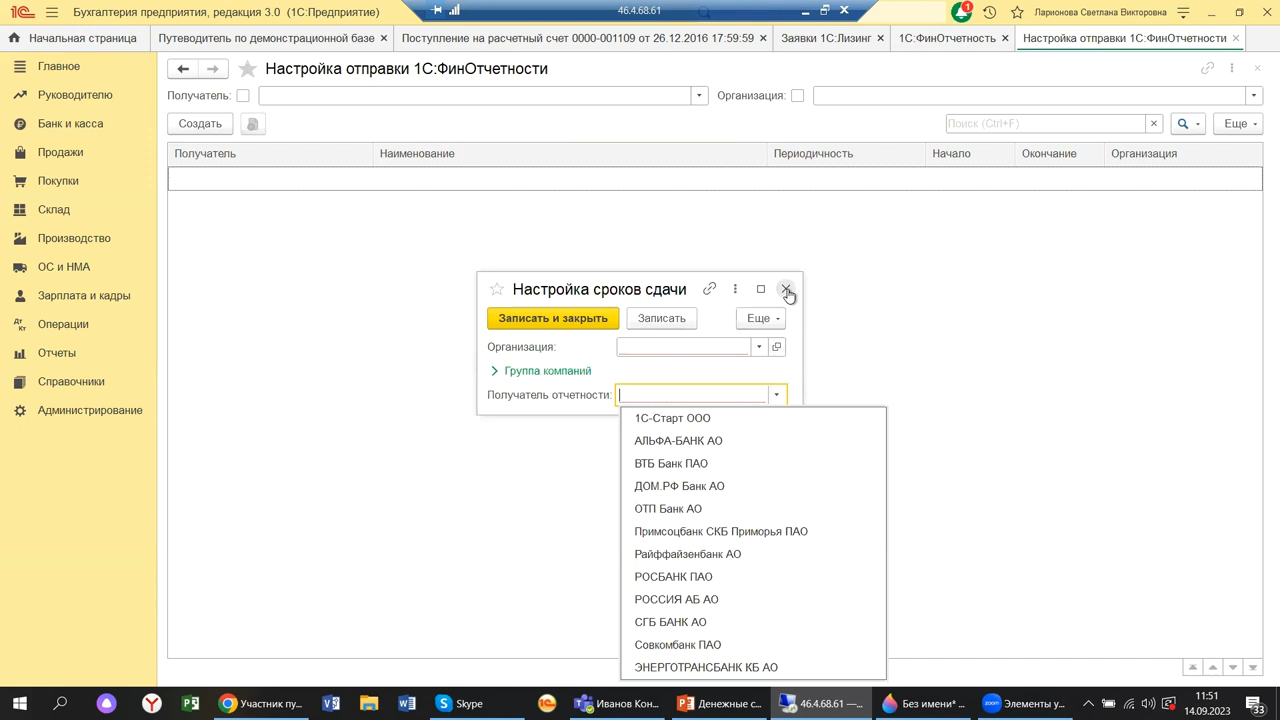 Бухгалтерия предприятия, редакция 3.0 (1С:Предприятие)
46.4.68.61
1
Ларионова Светлана Викторовна
Начальная страница
Путеводитель по демонстрационной базе
Поступление на расчетный счет 0000-001109 от 26.12.2016 17:59:59
Заявки 1С:Лизинг
1С:ФинОтчетность
Настройка отправки 1С:ФинОтчетности
Главное
Руководителю
Банк и касса
Продажи
Покупки
Склад
Производство
ОС и НМА
Зарплата и кадры
Операции
Отчеты
Справочники
Администрирование
Настройка отправки 1С:ФинОтчетности
Получатель:
Организация:
Создать
Поиск (Ctrl+F)
Еще
Получатель
Наименование
Периодичность
Начало
Окончание
Организация
Настройка сроков сдачи
Записать и закрыть
Записать
Еще
Организация:
Группа компаний
Получатель отчетности:
1С-Старт ООО
АЛЬФА-БАНК АО
ВТБ Банк ПАО
ДОМ.РФ Банк АО
ОТП Банк АО
Примсоцбанк СКБ Приморья ПАО
Райффайзенбанк АО
РОСБАНК ПАО
РОССИЯ АБ АО
СГБ БАНК АО
Совкомбанк ПАО
ЭНЕРГОТРАНСБАНК КБ АО
Участник пу...
Skype
Иванов Кон...
Денежные с...
46.4.68.61 —...
Без имени* ...
Элементы у...
РУС
11:51
14.09.2023
33